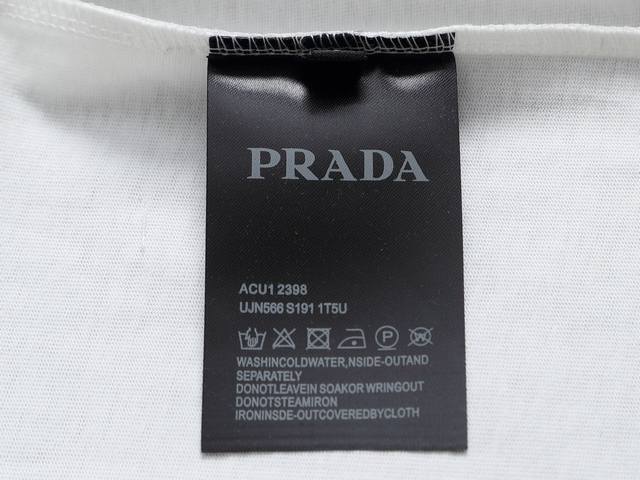 PRADA
ACU1 2398
UJN566 S191 1T5U
WASHINCOLDWATER,NSIDE-OUTAND
SEPARATELY
DONOTLEAVEIN SOAKOR WRINGOUT
DONOTSTEAMIRON
IRONINSDE-OUTCOVEREDBYCLOTH